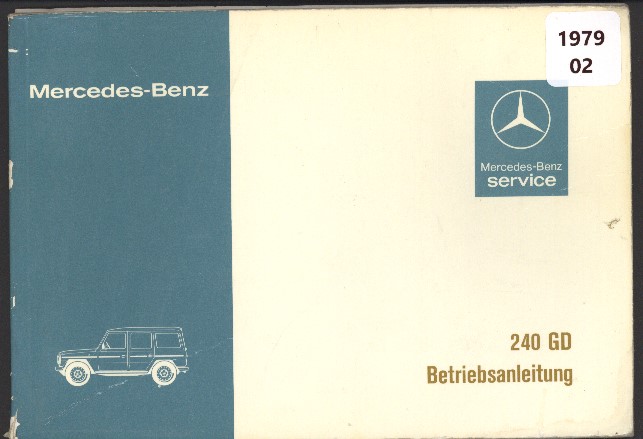 Mercedes-Benz
1979
02
Mercedes-Benz
service
240 GD
Betriebsanleitung